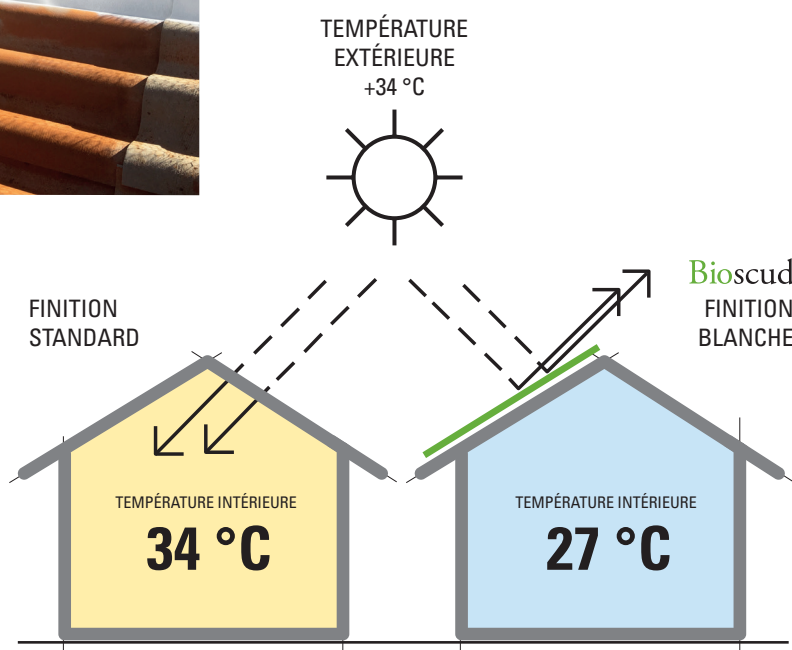 TEMPÉRATURE
EXTÉRIEURE
+34 °C
FINITION
STANDARD
Bioscud
FINITION
BLANCHE
TEMPÉRATURE INTÉRIEURE
34 °C
TEMPÉRATURE INTÉRIEURE
27 °C